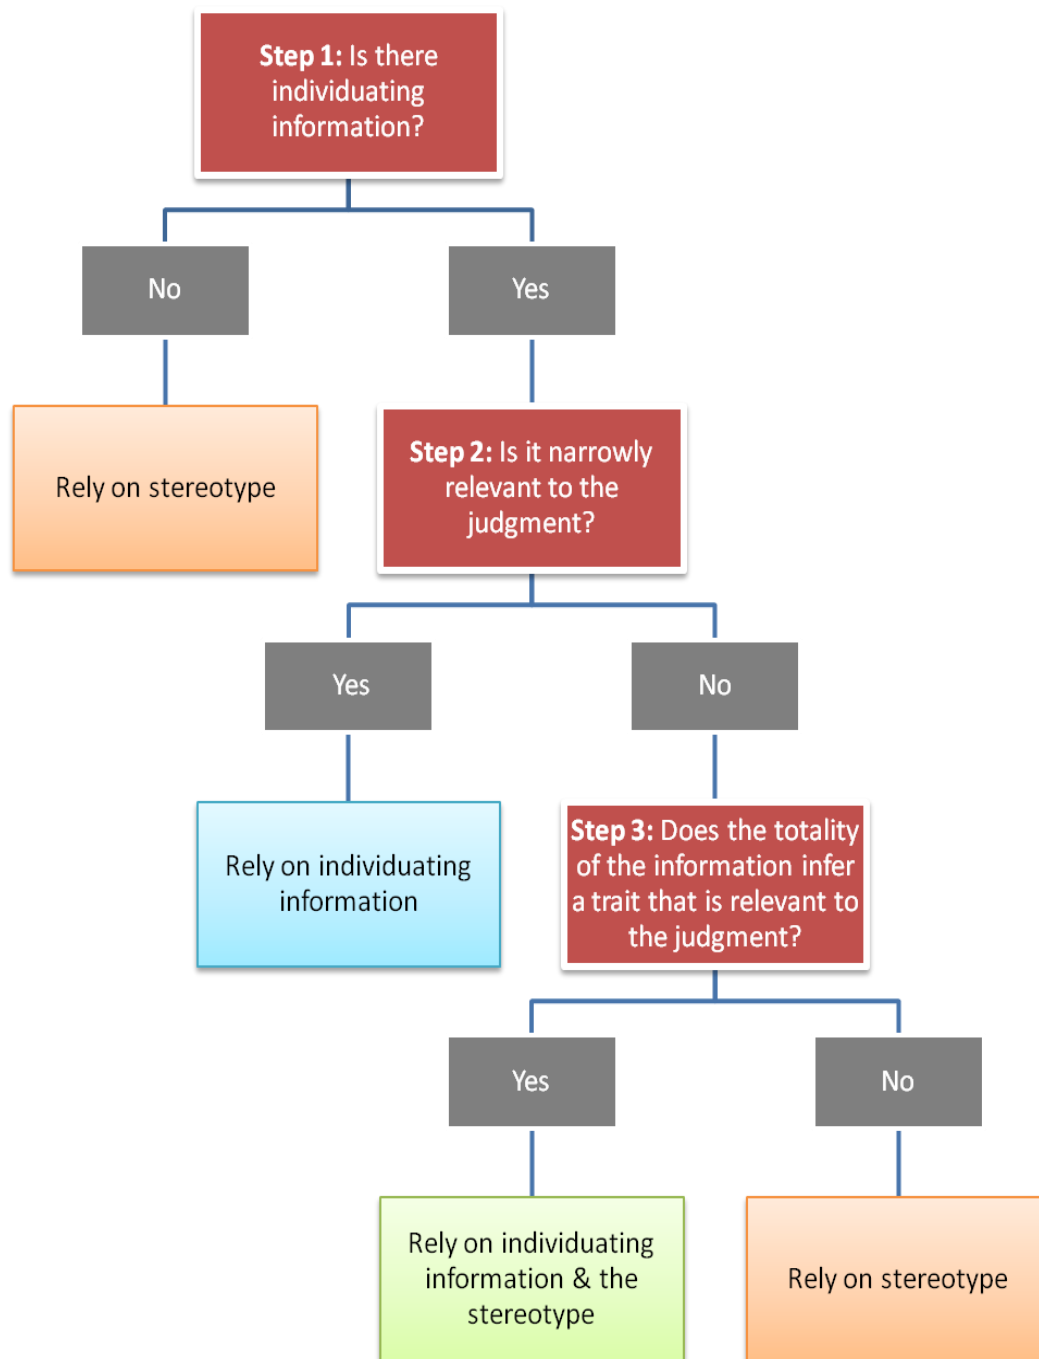 Step 1: Is there
individuating
information?
No
Yes
Rely on stereotype
Step 2: Is it narrowly
relevant to the
judgment?
Yes
No
Rely on individuating
information
Step 3: Does the totality
of the information infer
a trait that is relevant to
the judgment?
Yes
No
Rely on individuating
information & the
stereotype
Rely on stereotype